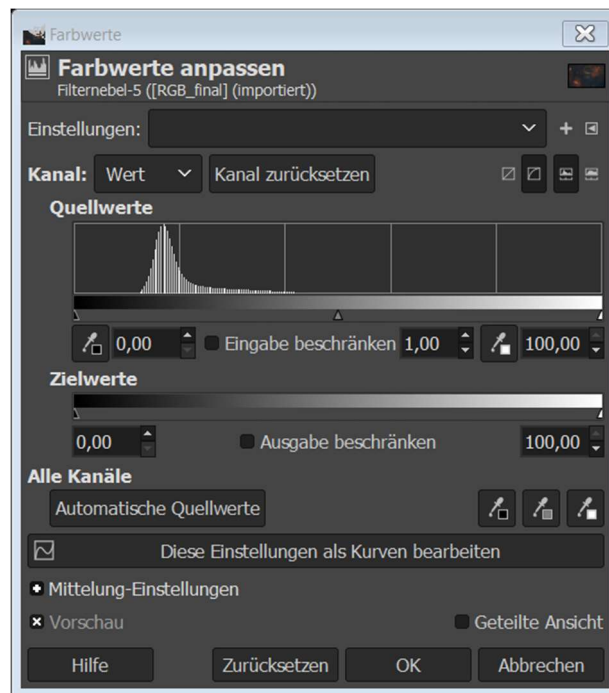 Farbwerte
Farbwerte anpassen
Filternebel-5 ([RGB_final] (importiert))
Einstellungen:
Kanal: Wert Kanal zurücksetzen
Quellwerte
0,00 Eingabe beschränken 1,00 100,00
Zielwerte
0,00 Ausgabe beschränken 100,00
Alle Kanäle
Automatische Quellwerte
Diese Einstellungen als Kurven bearbeiten
Mittelung-Einstellungen
Vorschau Geteilte Ansicht
Hilfe Zurücksetzen OK Abbrechen